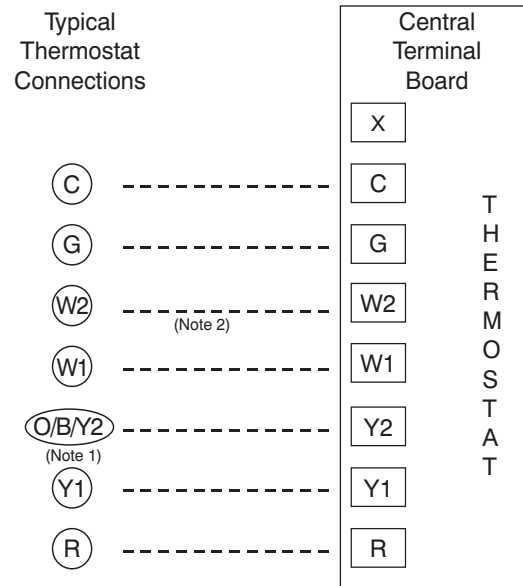 Typical
Thermostat
Connections
Central
Terminal
Board
X
C
C
G
G
W2
(Note 2)
W2
W1
W1
O/B/Y2
(Note 1)
Y2
Y1
Y1
R
R
THERMOSTAT